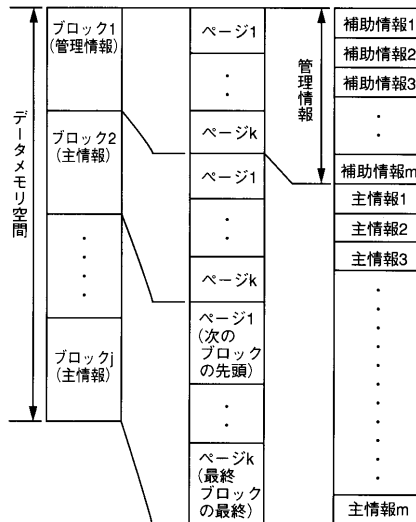 データメモリ空間
ブロック1
(管理情報)
ブロック2
(主情報)
ブロックj
(主情報)
ページ1
ページk
ページ1
ページk
ページ1
(次の
ブロック
の先頭)
ページk
(最終
ブロック
の最終)
管理情報
補助情報1
補助情報2
補助情報3
補助情報m
主情報1
主情報2
主情報3
主情報m